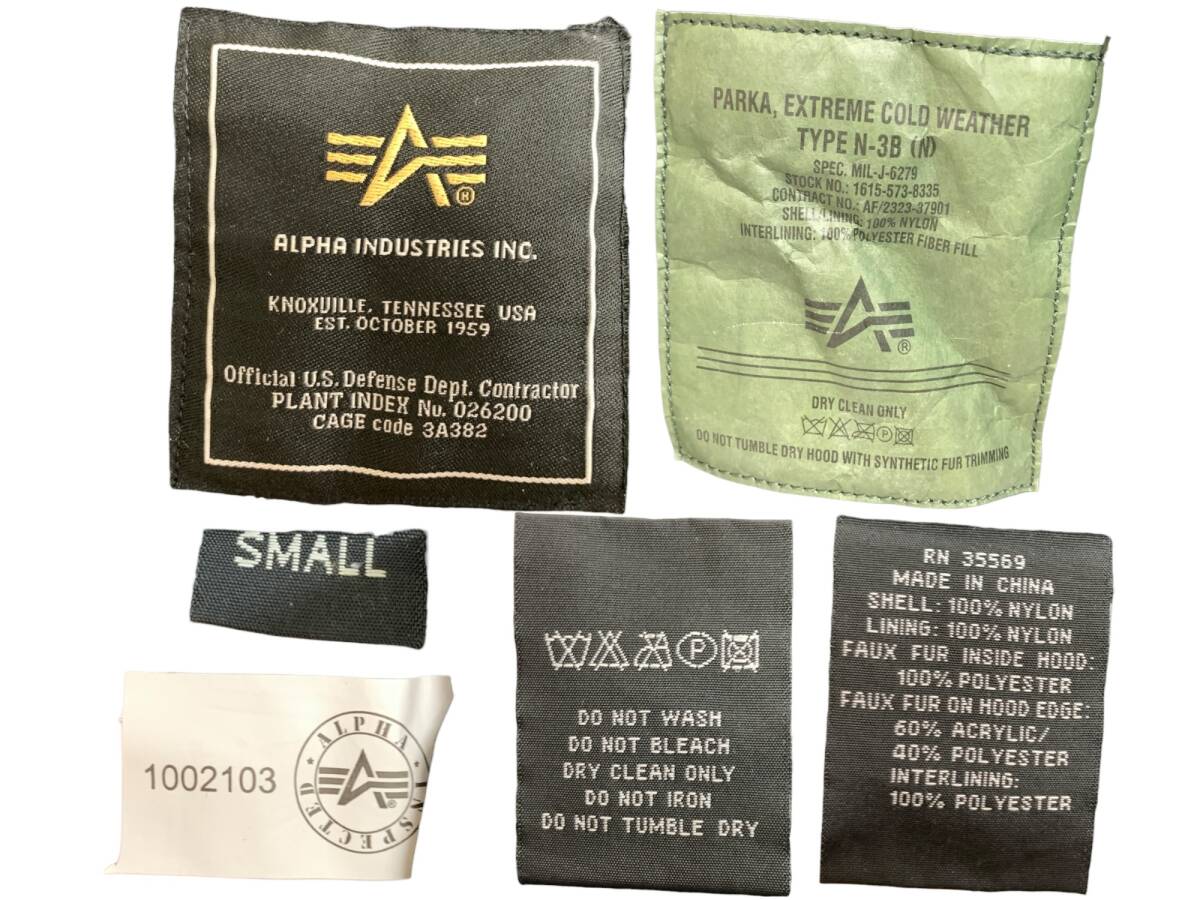 ALPHA INDUSTRIES INC.
KNOXVILLE, TENNESSEE USA
EST. OCTOBER 1959
Official U.S. Defense Dept. Contractor
PLANT INDEX No. 026200
CAGE code 3A382
PARKA, EXTREME COLD WEATHER
TYPE N-3B (N)
SPEC. MIL-J-6279
STOCK NO.: 1615-573-8335
CONTRACT NO.: AF/2323-37901
SHELL/LINING: 100% NYLON
INTERLINING: 100% POLYESTER FIBER FILL
®
DRY CLEAN ONLY
P
DO NOT TUMBLE DRY HOOD WITH SYNTHETIC FUR TRIMMING
SMALL
1002103
ALPHA · INSPECTED
®
P
DO NOT WASH
DO NOT BLEACH
DRY CLEAN ONLY
DO NOT IRON
DO NOT TUMBLE DRY
RN 35569
MADE IN CHINA
SHELL: 100% NYLON
LINING: 100% NYLON
FAUX FUR INSIDE HOOD:
100% POLYESTER
FAUX FUR ON HOOD EDGE:
60% ACRYLIC/
40% POLYESTER
INTERLINING:
100% POLYESTER